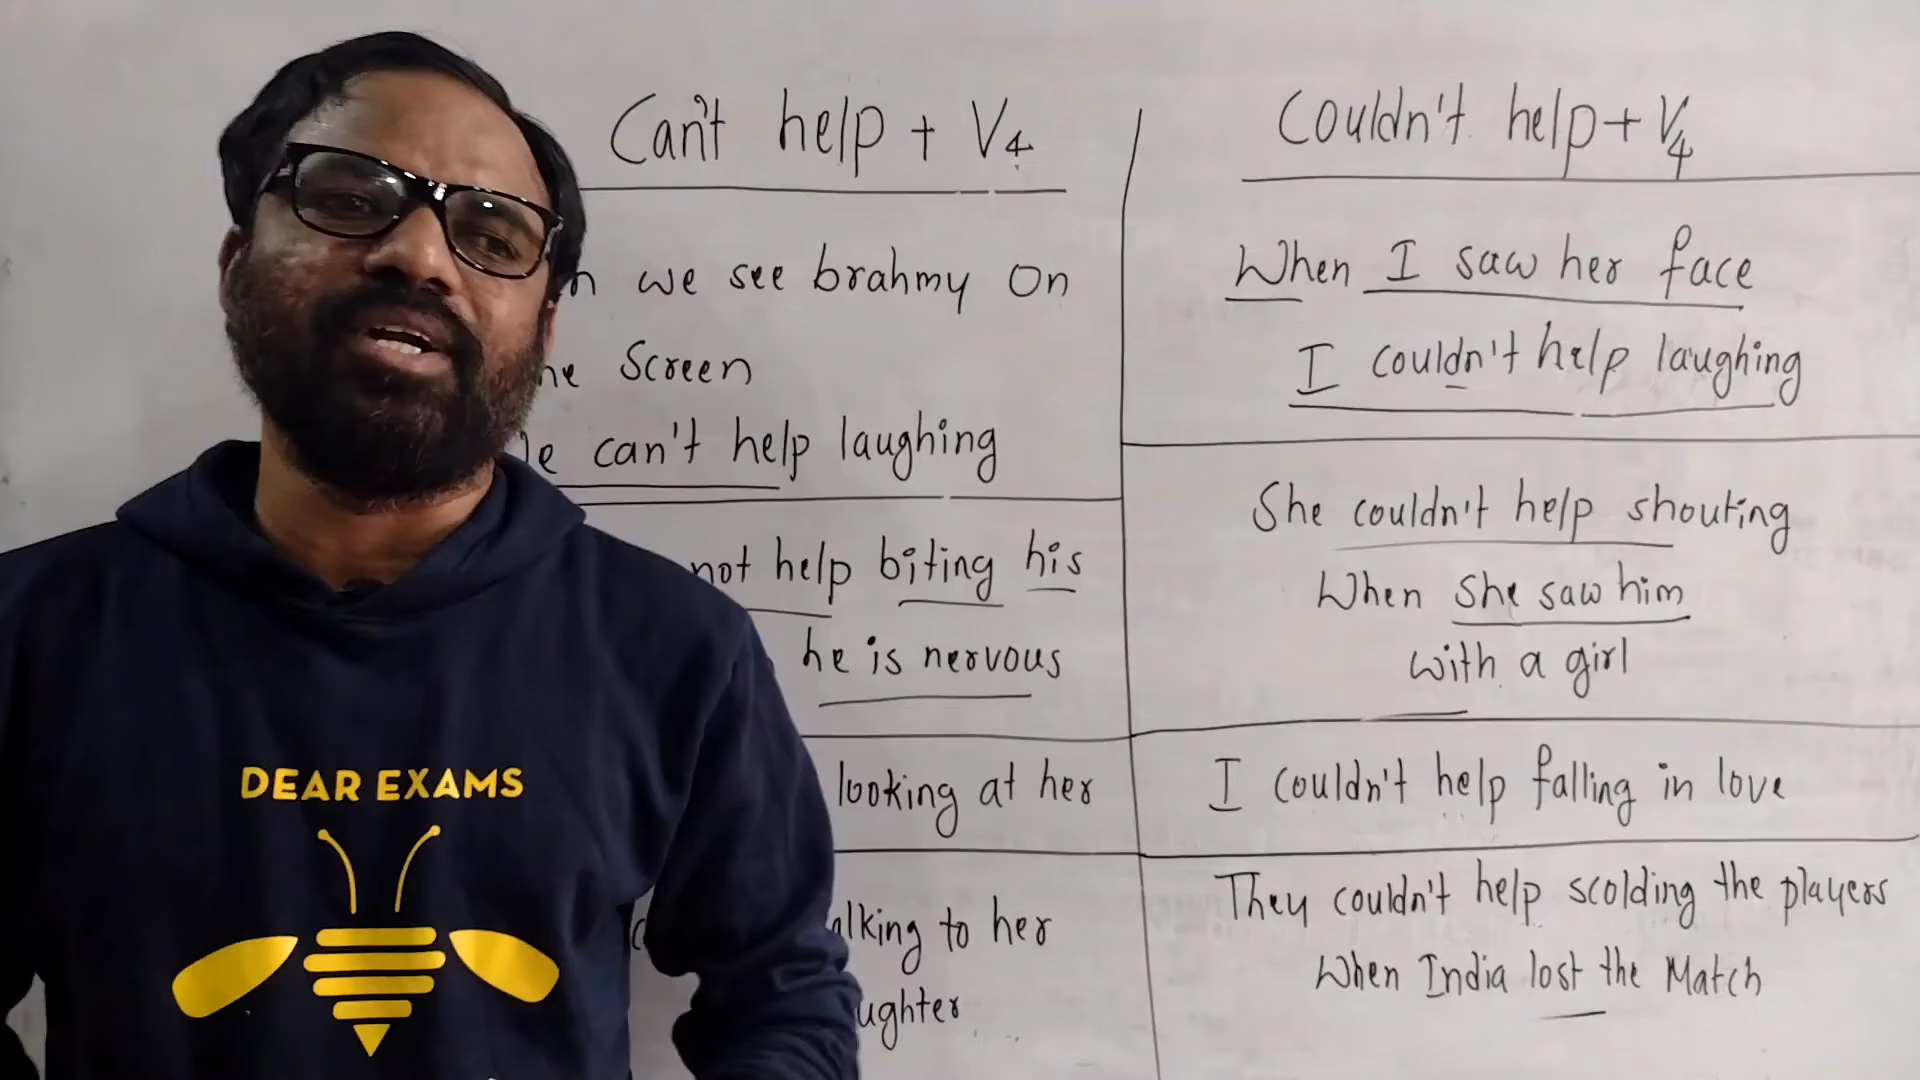 Can't help + V4
we see brahmy on
Screen
can't help laughing
not help biting his
he is nervous
looking at her
to her
Couldn't help + V4
When I saw her face
I couldn't help laughing
She couldn't help shouting
When she saw him
with a girl
I couldn't help falling in love
They couldn't help scolding the players
When India lost the Match
DEAR EXAMS